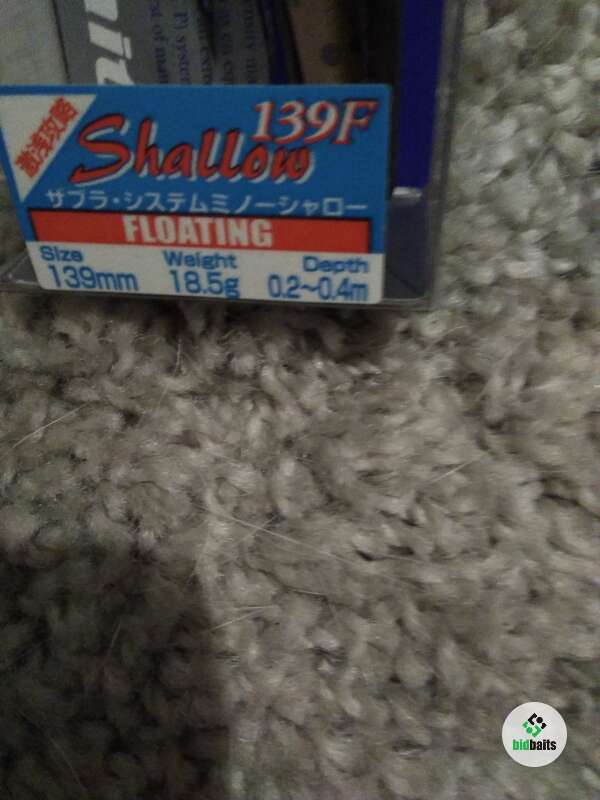 激浅攻略
139F
Shallow
ザブラ・システムミノーシャロー
FLOATING
Size Weight Depth
139mm 18.5g 0.2~0.4m
bidbaits